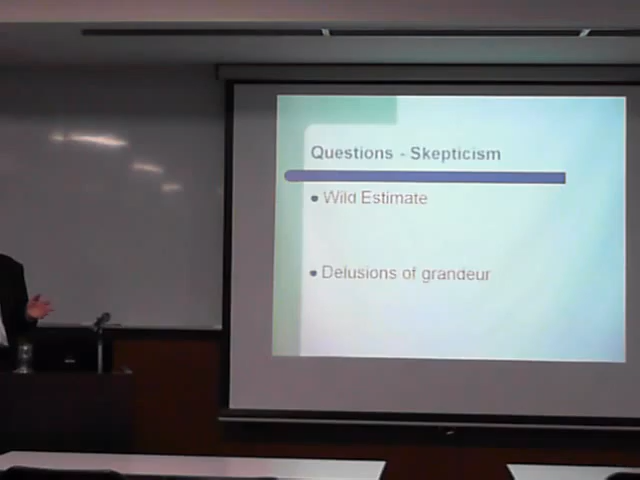 Questions - Skepticism
• Wild Estimate
• Delusions of grandeur